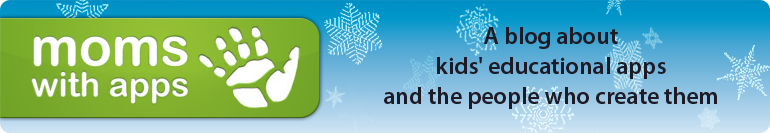 moms
with apps
A blog about
kids' educational apps
and the people who create them